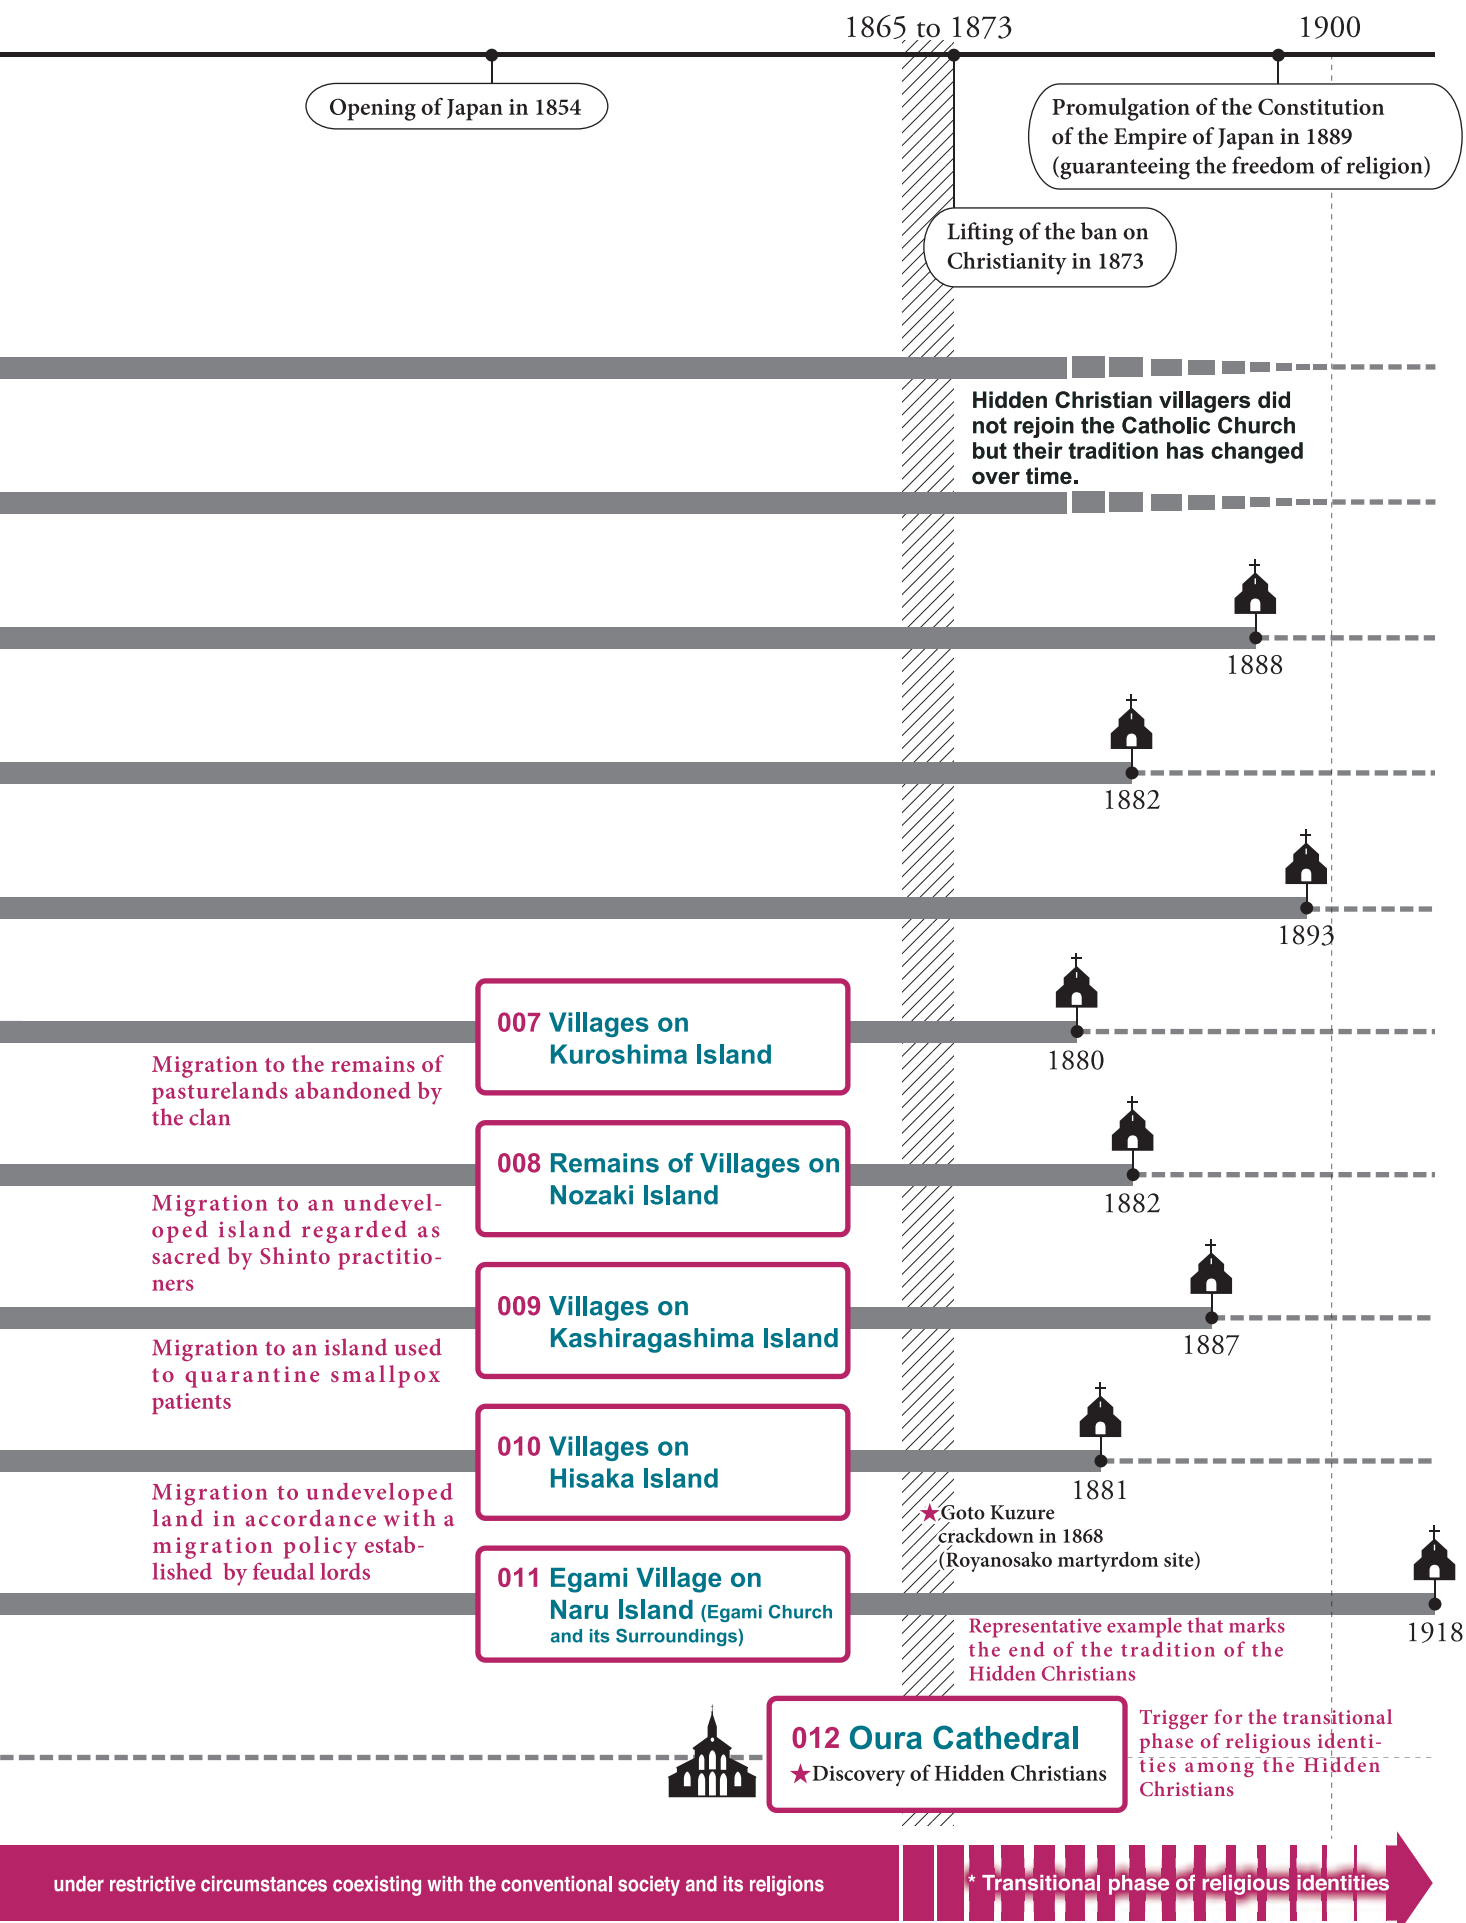 1865 to 1873
1900
Opening of Japan in 1854
Promulgation of the Constitution
of the Empire of Japan in 1889
(guaranteeing the freedom of religion)
Lifting of the ban on
Christianity in 1873
Hidden Christian villagers did
not rejoin the Catholic Church
but their tradition has changed
over time.
1888
1882
1893
007 Villages on
Kuroshima Island
1880
Migration to the remains of
pasturelands abandoned by
the clan
008 Remains of Villages on
Nozaki Island
1882
Migration to an undevel-
oped island regarded as
sacred by Shinto practitio-
ners
009 Villages on
Kashiragashima Island
1887
Migration to an island used
to quarantine smallpox
patients
010 Villages on
Hisaka Island
1881
★Goto Kuzure
crackdown in 1868
(Royanosako martyrdom site)
Migration to undeveloped
land in accordance with a
migration policy estab-
lished by feudal lords
011 Egami Village on
Naru Island (Egami Church
and its Surroundings)
1918
Representative example that marks
the end of the tradition of the
Hidden Christians
012 Oura Cathedral
★Discovery of Hidden Christians
Trigger for the transitional
phase of religious identi-
ties among the Hidden
Christians
under restrictive circumstances coexisting with the conventional society and its religions
* Transitional phase of religious identities